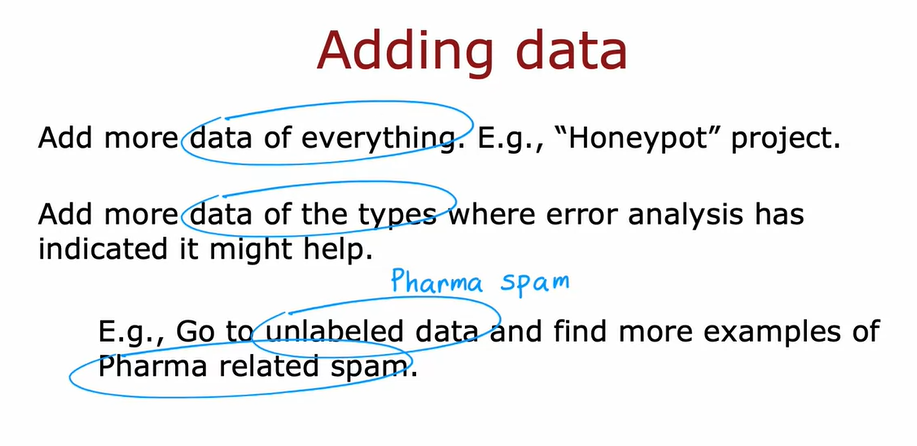 Adding data
Add more data of everything. E.g., “Honeypot” project.
Add more data of the types where error analysis has
indicated it might help.
Pharma spam
E.g., Go to unlabeled data and find more examples of
Pharma related spam.